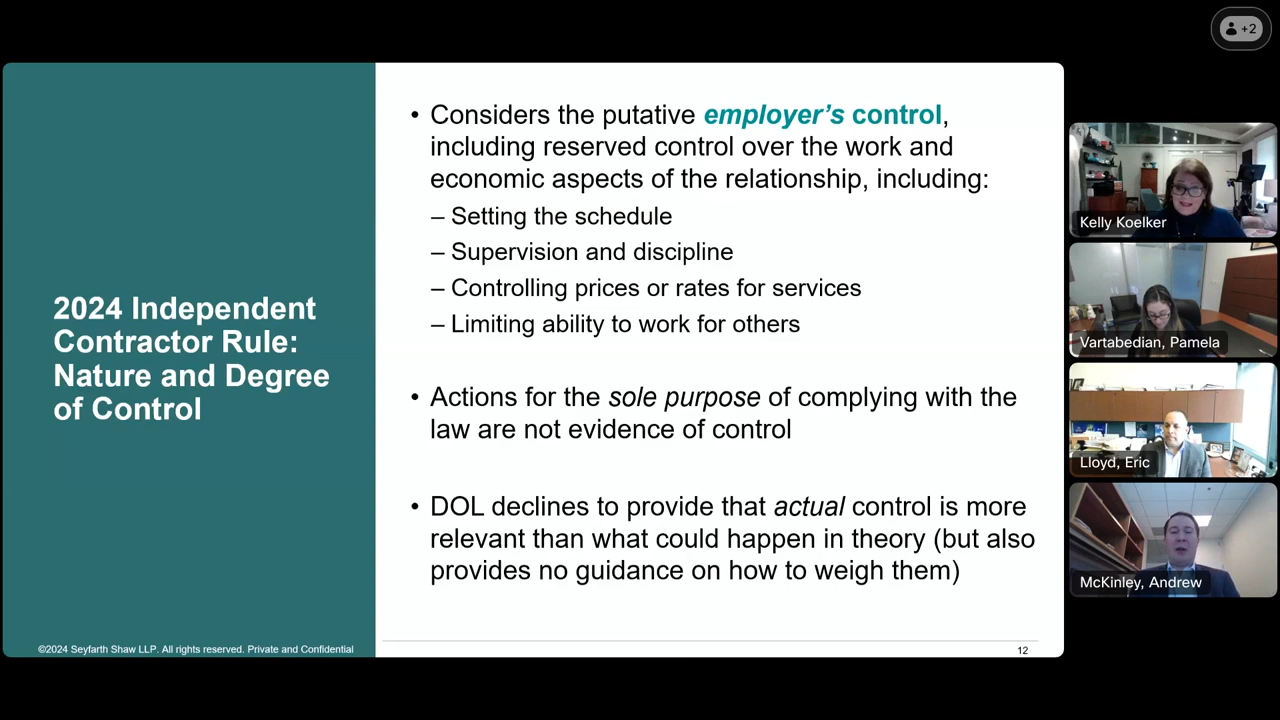 +2
2024 Independent
Contractor Rule:
Nature and Degree
of Control
• Considers the putative employer's control,
including reserved control over the work and
economic aspects of the relationship, including:
– Setting the schedule
– Supervision and discipline
– Controlling prices or rates for services
– Limiting ability to work for others
• Actions for the sole purpose of complying with the
law are not evidence of control
• DOL declines to provide that actual control is more
relevant than what could happen in theory (but also
provides no guidance on how to weigh them)
©2024 Seyfarth Shaw LLP. All rights reserved. Private and Confidential
12
Kelly Koelker
Vartabedian, Pamela
Lloyd, Eric
McKinley, Andrew